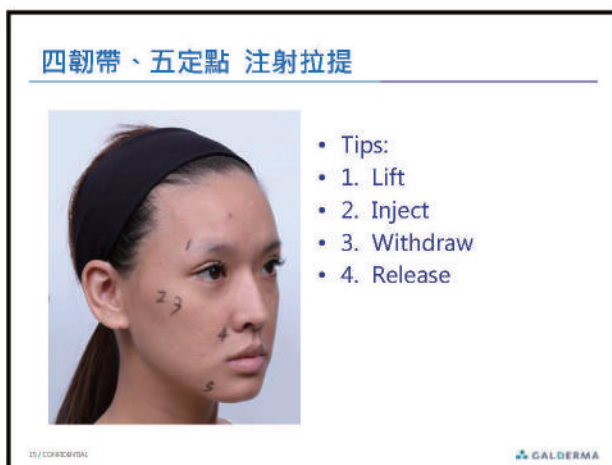 四韌帶、五定點 注射拉提
• Tips:
• 1. Lift
• 2. Inject
• 3. Withdraw
• 4. Release
1
2 3
4
5
CONFIDENTIAL
GALDERMA